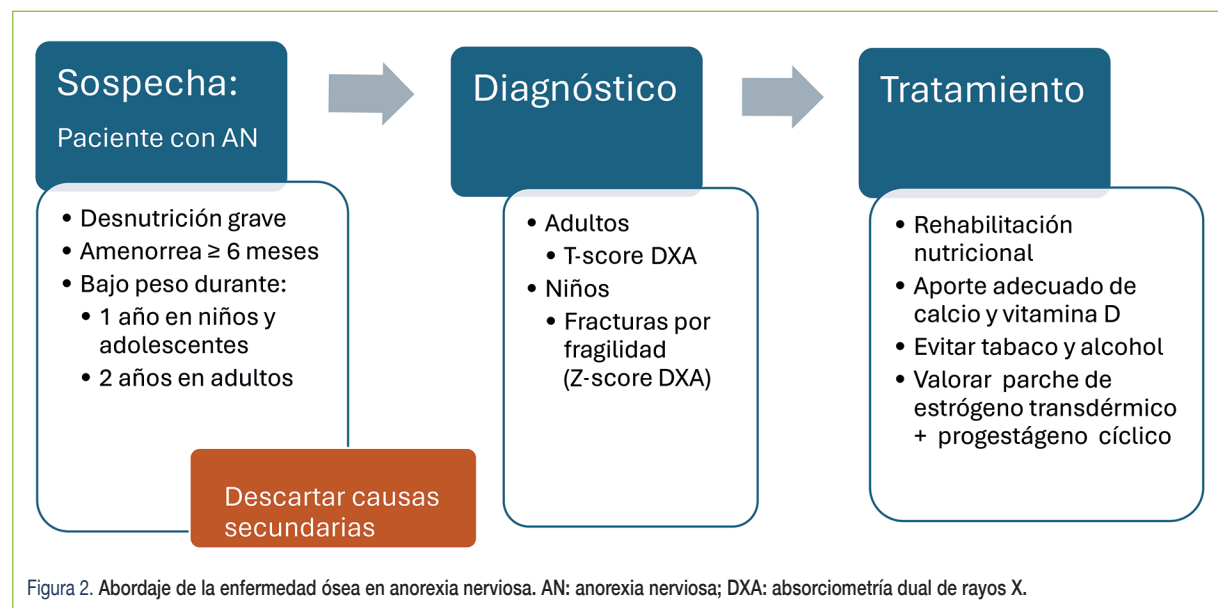 Sospecha:
Paciente con AN
• Desnutrición grave
• Amenorrea ≥ 6 meses
• Bajo peso durante:
• 1 año en niños y
adolescentes
• 2 años en adultos
Descartar causas
secundarias
Diagnóstico
• Adultos
• T-score DXA
• Niños
• Fracturas por
fragilidad
(Z-score DXA)
Tratamiento
• Rehabilitación
nutricional
• Aporte adecuado de
calcio y vitamina D
• Evitar tabaco y alcohol
• Valorar parche de
estrógeno transdérmico
+ progestágeno cíclico
Figura 2. Abordaje de la enfermedad ósea en anorexia nerviosa. AN: anorexia nerviosa; DXA: absorciometría dual de rayos X.